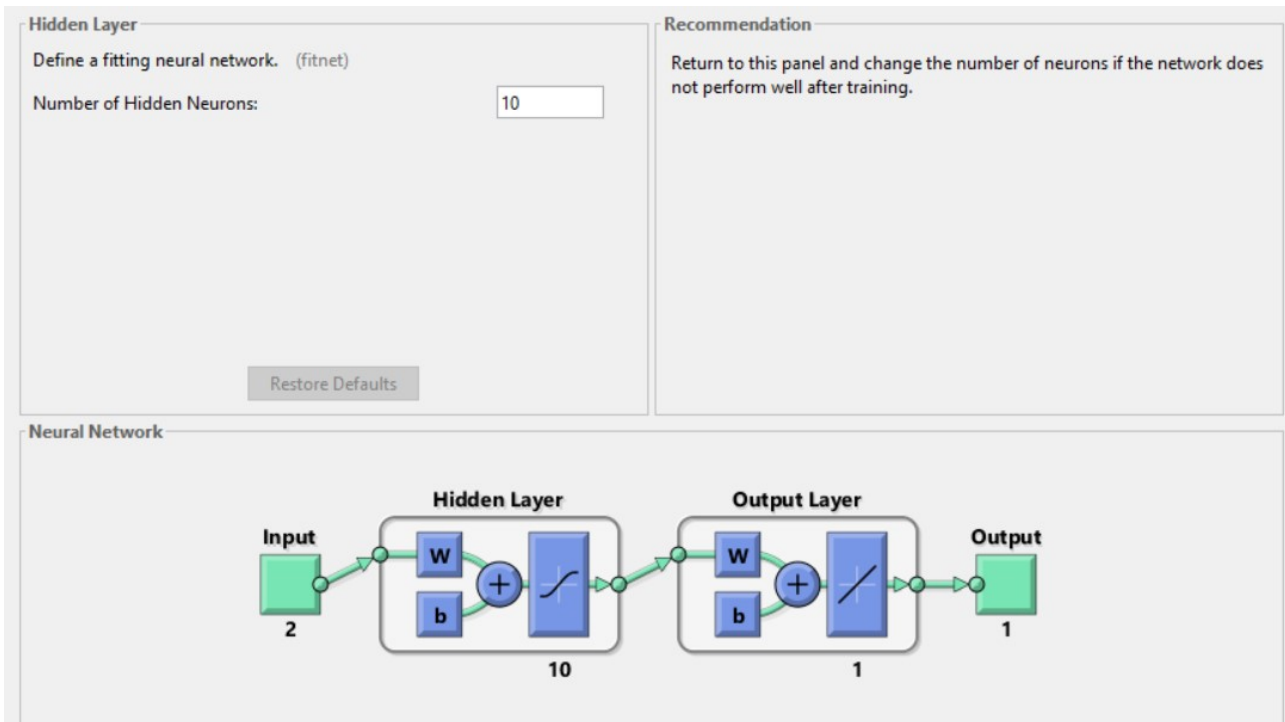 Hidden Layer
Define a fitting neural network. (fitnet)
Number of Hidden Neurons:
10
Restore Defaults
Recommendation
Return to this panel and change the number of neurons if the network does
not perform well after training.
Neural Network
Hidden Layer
Output Layer
Input
Output
W
b
W
b
2
10
1
1